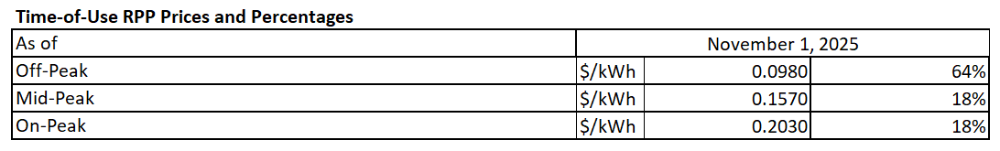 Time-of-Use RPP Prices and Percentages
As of November 1, 2025
Off-Peak $/kWh 0.0980 64%
Mid-Peak $/kWh 0.1570 18%
On-Peak $/kWh 0.2030 18%